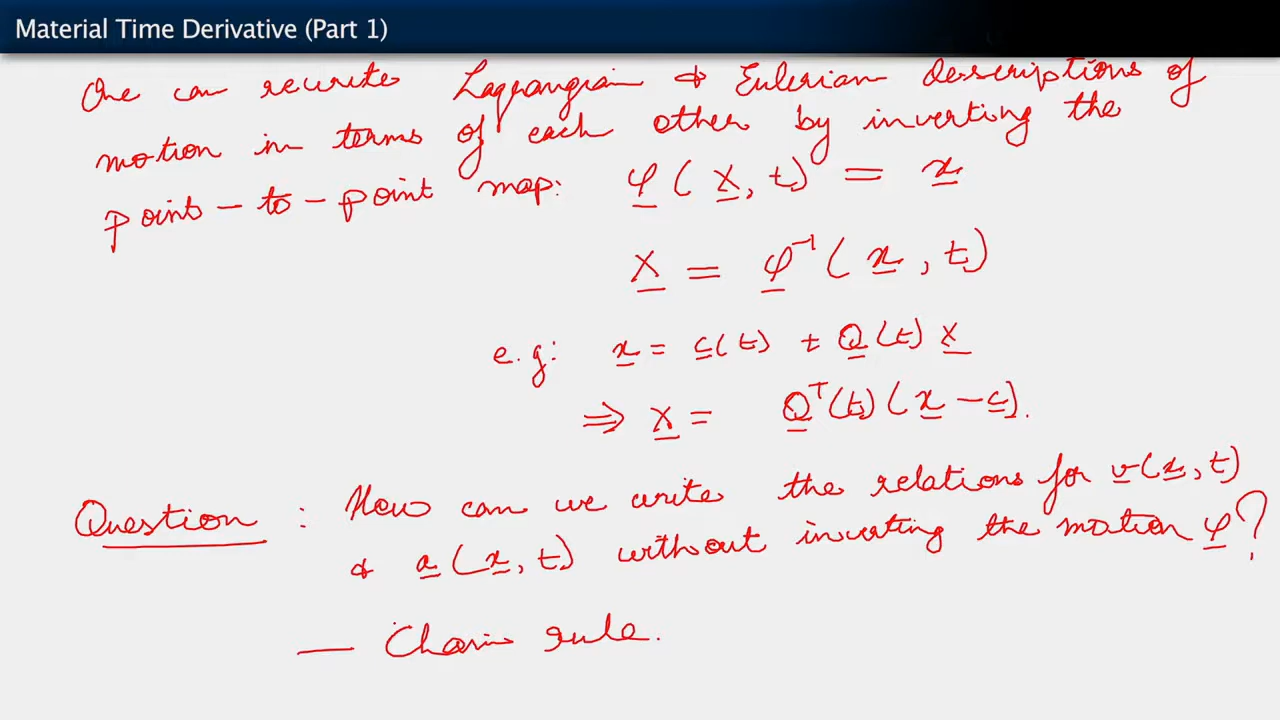 Material Time Derivative (Part 1)
One can rewrite Lagrangian & Eulerian descriptions of
motion in terms of each other by inverting the
point-to-point map: φ(X, t) = x
X = φ⁻¹(x, t)
e.g: x = c(t) + Q(t) X
⇒ X = Qᵀ(t)(x - c).
Question : How can we write the relations for v(x, t)
& a(x, t) without inverting the motion φ?
— Chain rule.